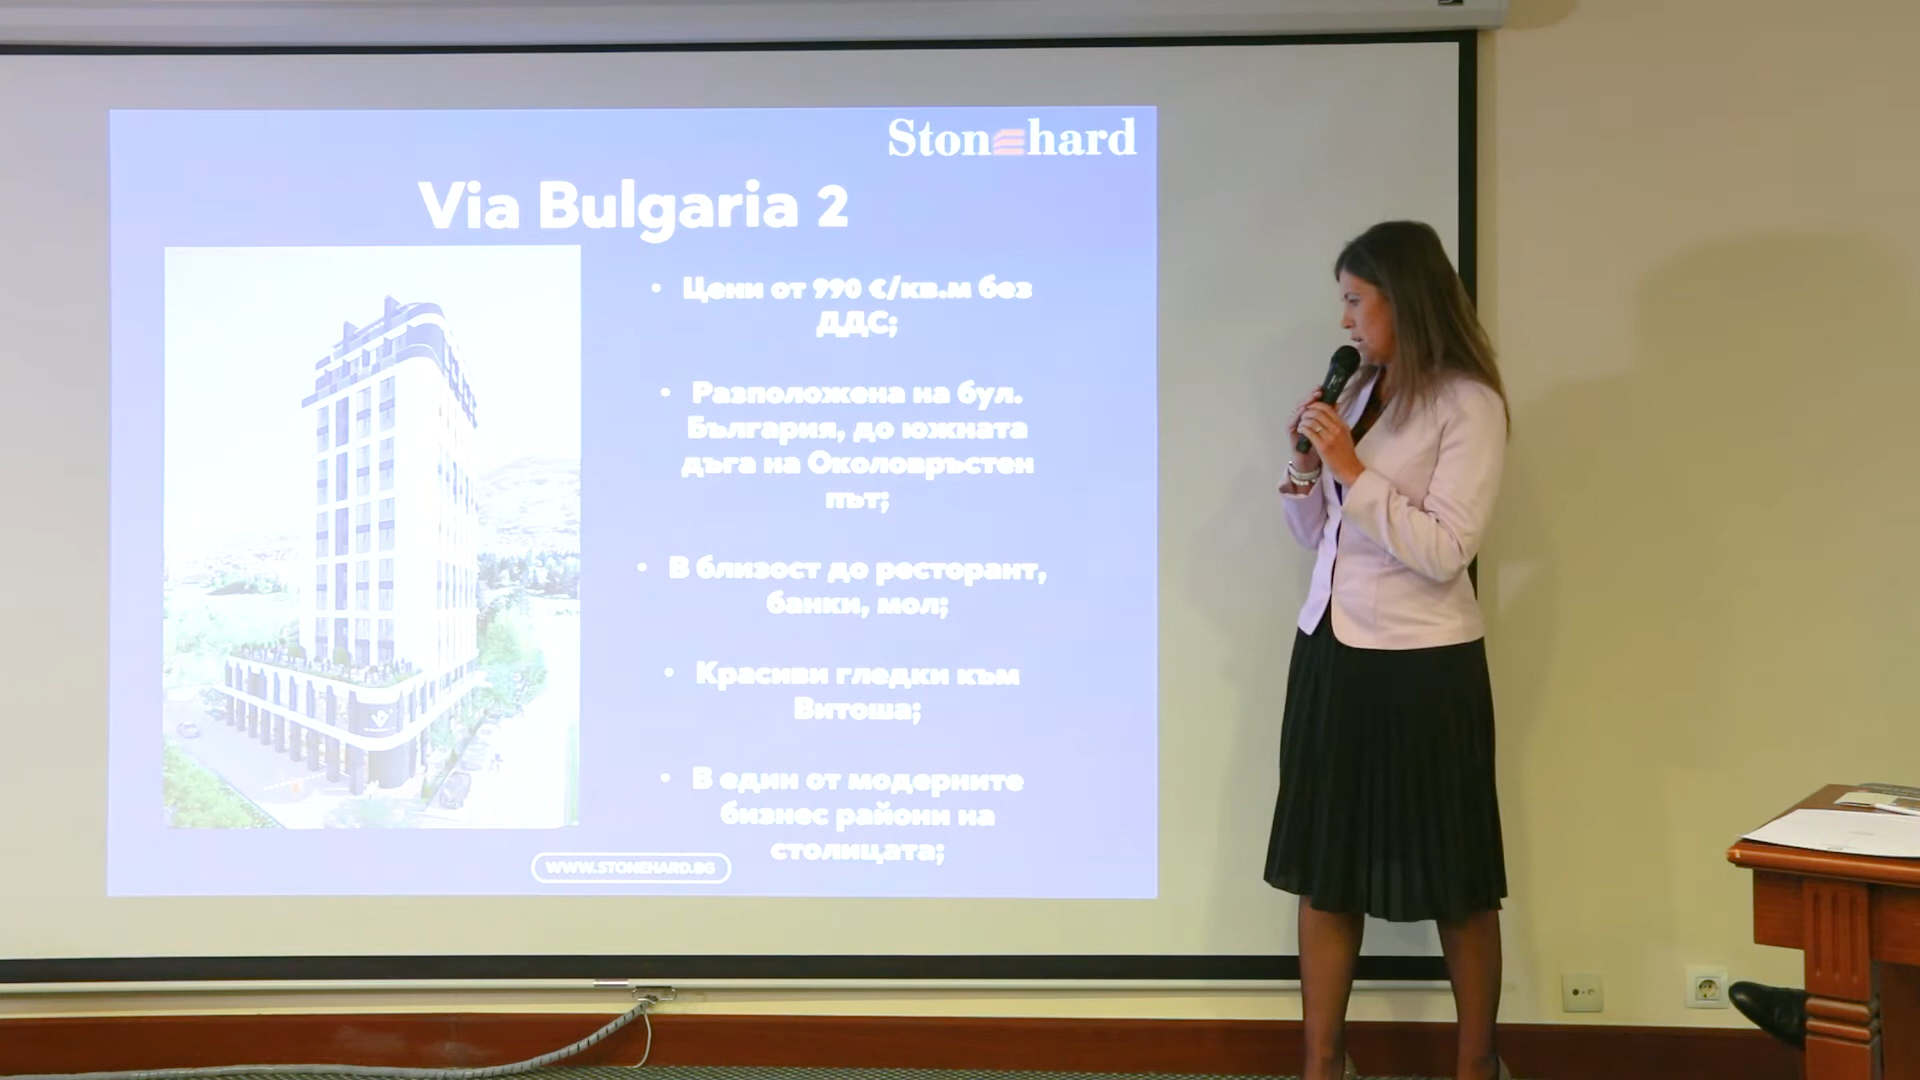 Stonehard
Via Bulgaria 2
• Цени от 990 €/кв.м без
ДДС;
• Разположена на бул.
България, до южната
дъга на Околовръстен
път;
• В близост до ресторант,
банки, мол;
• Красиви гледки към
Витоша;
• В един от модерните
бизнес райони на
столицата;
WWW.STONEHARD.BG